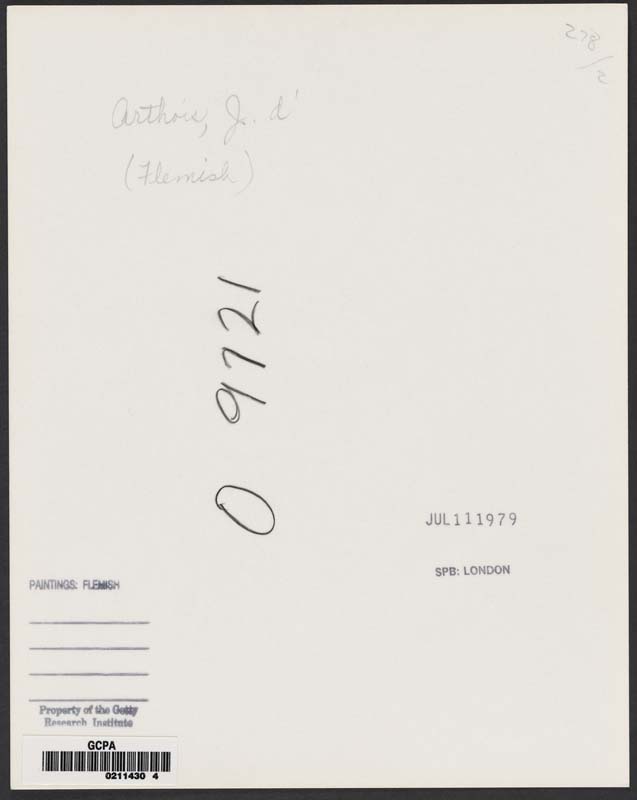 278
/2
Arthois, J. d'
(Flemish)
0 9721
JUL 11 1979
SPB: LONDON
PAINTINGS: FLEMISH
Property of the Getty
Research Institute
GCPA
0211430 4